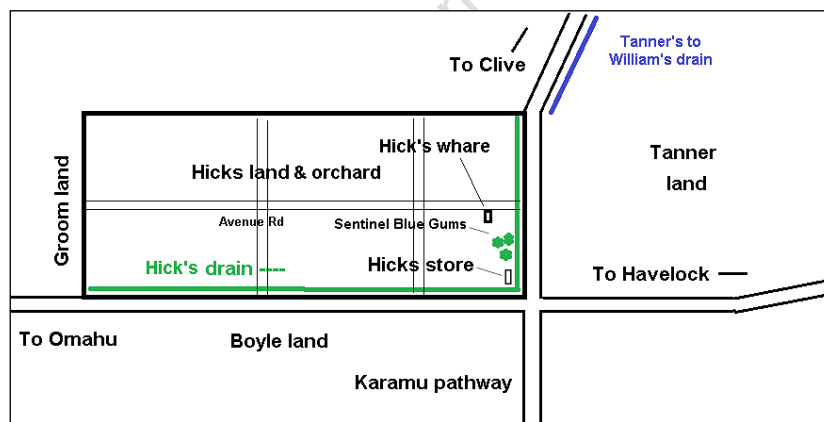 Tanner's to
William's drain
To Clive
Hick's whare
Tanner
land
Hicks land & orchard
Groom land
Avenue Rd
Sentinel Blue Gums
Hick's drain ----
Hicks store
To Havelock
To Omahu
Boyle land
Karamu pathway